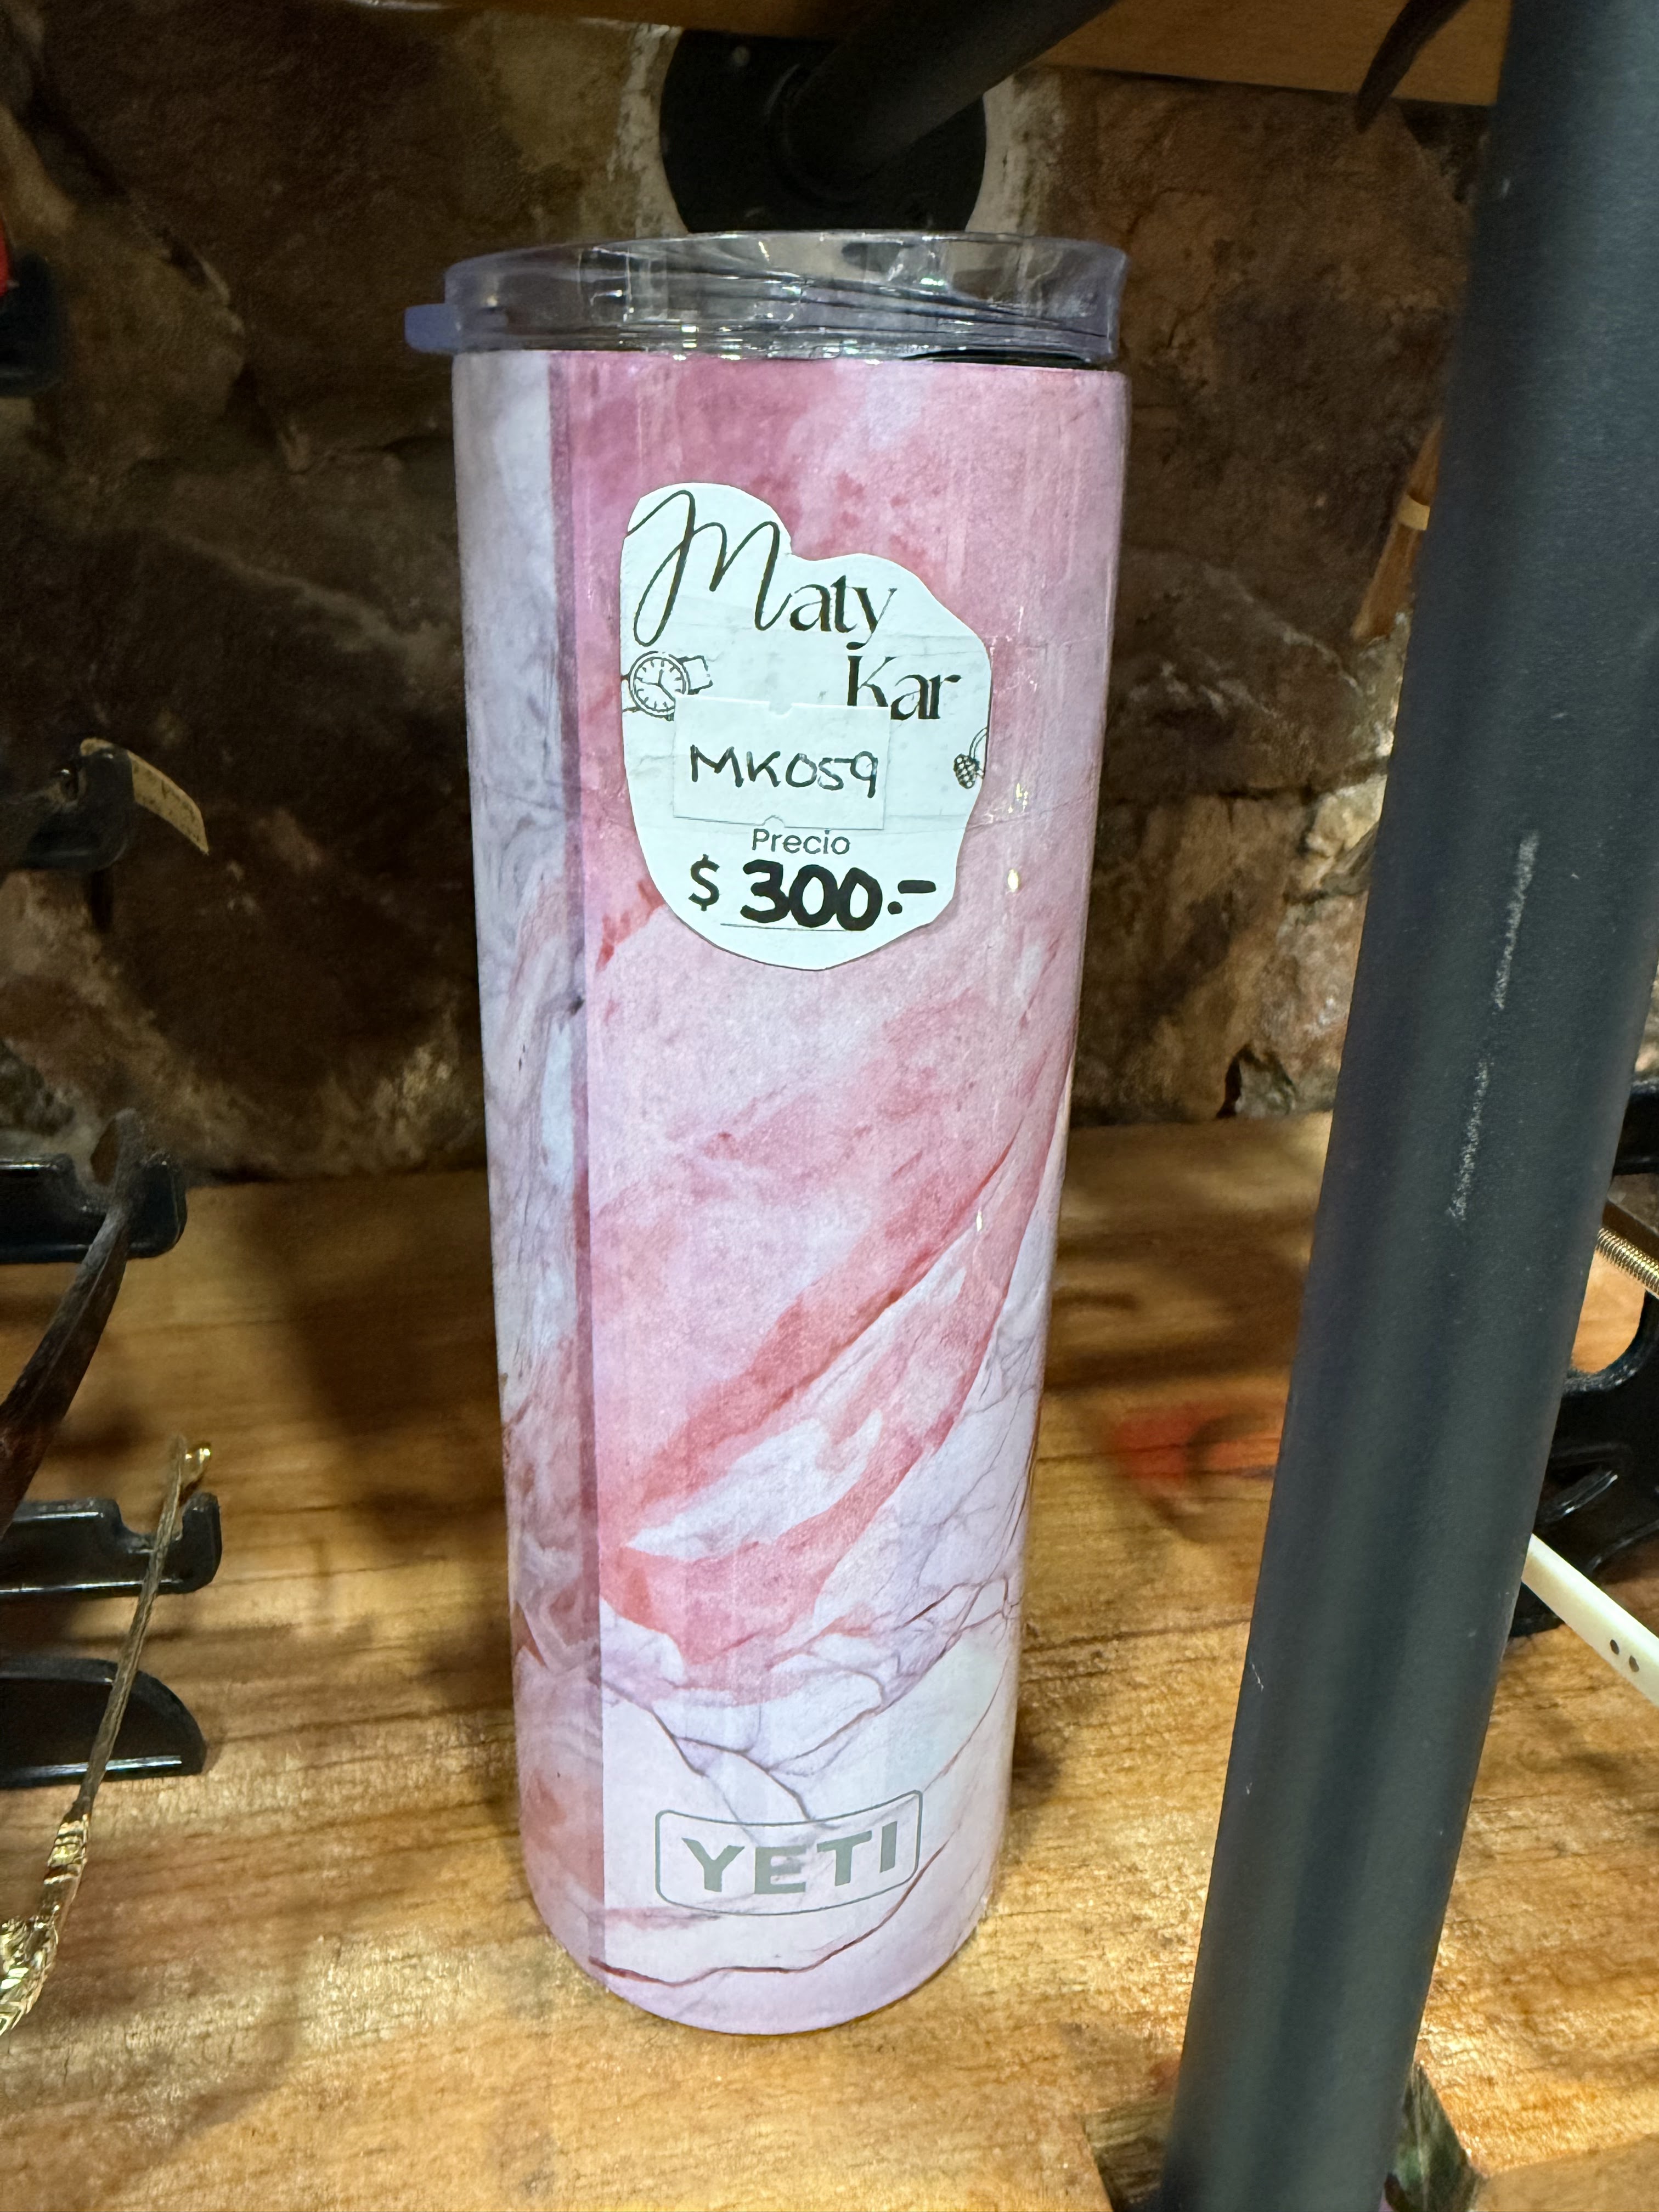 Maty
Kar
MK059
Precio
$ 300.-
YETI